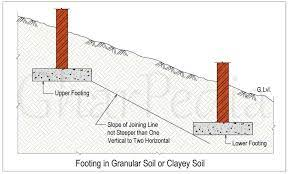 G.Lvl.
Upper Footing
Slope of Joining Line
not Steeper than One
Vertical to Two Horizontal
Lower Footing
Footing in Granular Soil or Clayey Soil